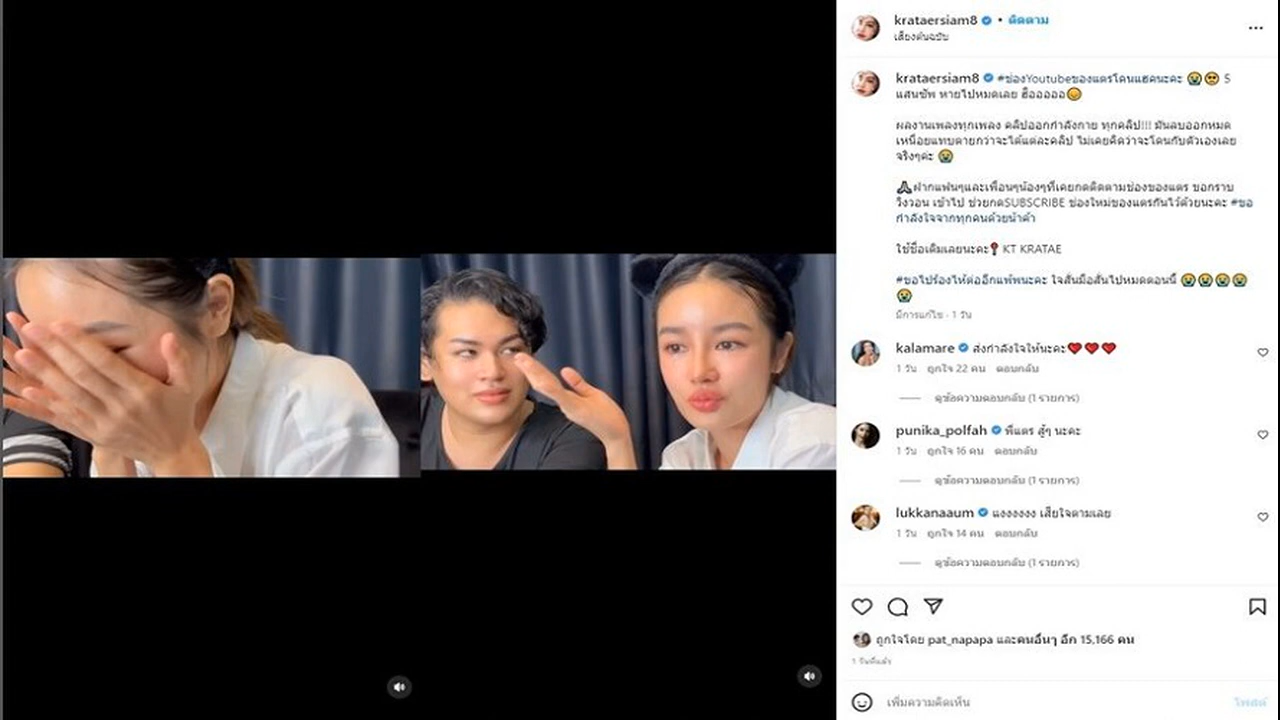 krataersiam8 • ติดตาม
เสียงต้นฉบับ
krataersiam8 #ช่องYoutubeของแตรโดนแฮคนะคะ 😭🥺 5
แสนซัพ หายไปหมดเลย ฮืออออออ😞
ผลงานเพลงทุกเพลง คลิปออกกำลังกาย ทุกคลิป!!! มันลบออกหมด
เหนื่อยแทบตายกว่าจะได้แต่ละคลิป ไม่เคยคิดว่าจะโดนกับตัวเองเลย
จริงๆค่ะ 😭
🙏ฝากแฟนๆและเพื่อนๆน้องๆที่เคยกดติดตามช่องของแตร ขอกราบ
วิงวอน เข้าไป ช่วยกดSUBSCRIBE ช่องใหม่ของแตรกันไว้ด้วยนะคะ #ขอ
กำลังใจจากทุกคนด้วยน้าค้า
ใช้ชื่อเดิมเลยนะคะ📍 KT KRATAE
#ขอไปร้องไห้ต่ออีกแพ้พนะคะ ใจสั่นมือสั่นไปหมดตอนนี้ 😭😭😭😭
😭
มีการแก้ไข · 1 วัน
kalamare ส่งกำลังใจให้นะคะ❤️❤️❤️
1 วัน ถูกใจ 22 คน ตอบกลับ
ดูข้อความตอบกลับ (1 รายการ)
punika_polfah พี่แตร สู้ๆ นะคะ
1 วัน ถูกใจ 16 คน ตอบกลับ
ดูข้อความตอบกลับ (1 รายการ)
lukkanaaum แงงงงงงง เสียใจตามเลย
1 วัน ถูกใจ 14 คน ตอบกลับ
ดูข้อความตอบกลับ (1 รายการ)
ถูกใจโดย pat_napapa และคนอื่นๆ อีก 15,166 คน
1 วันที่แล้ว
เพิ่มความคิดเห็น
โพสต์